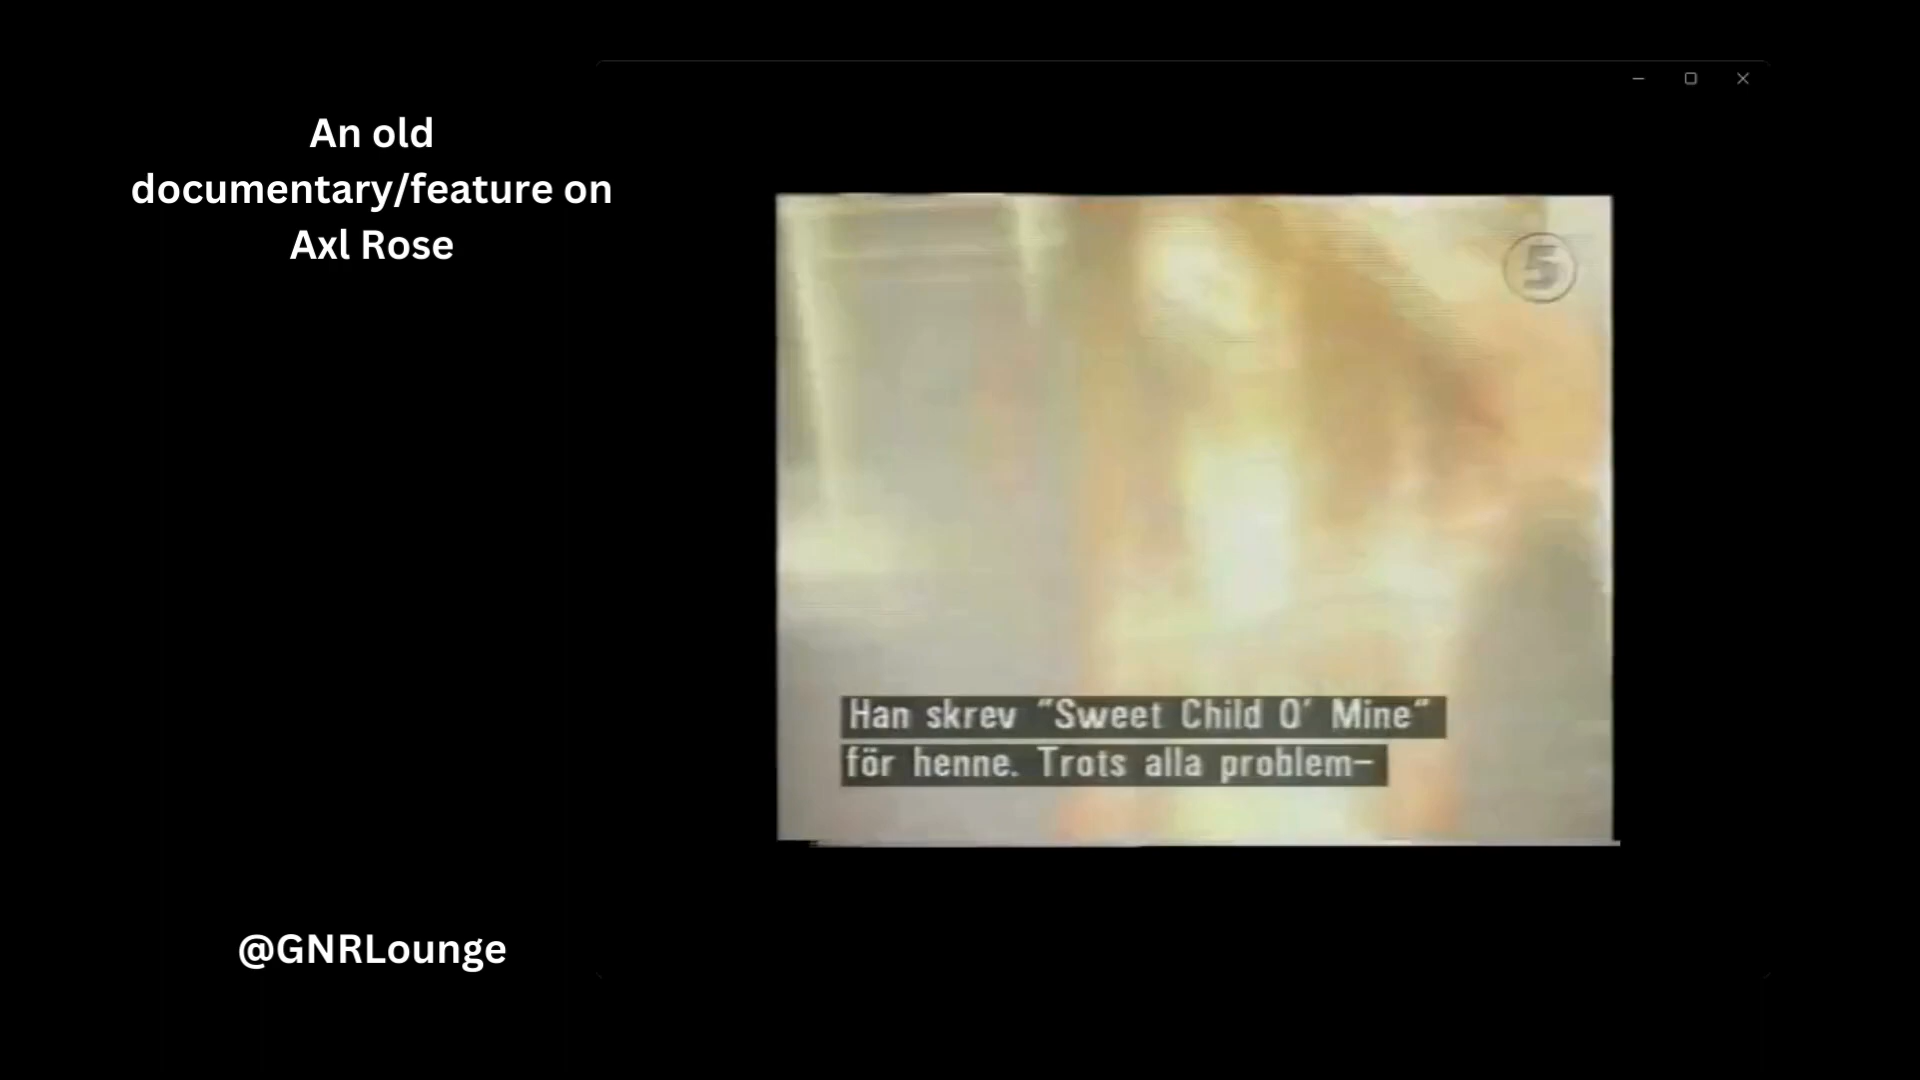 An old
documentary/feature on
Axl Rose
5
Han skrev "Sweet Child O' Mine"
för henne. Trots alla problem–
@GNRLounge